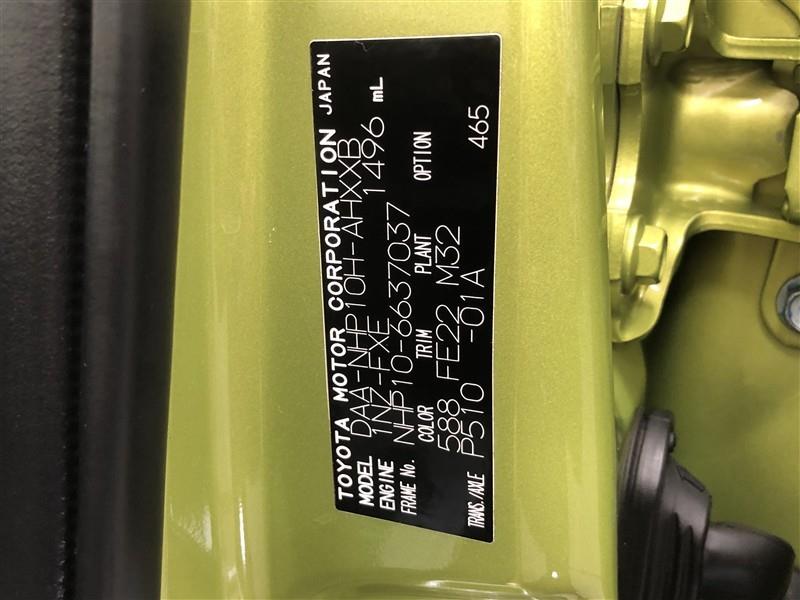 TOYOTA MOTOR CORPORATION JAPAN
MODEL DAA-NHP10H-AHXXB
ENGINE 1NZ-FXE 1496 mL
FRAME No. NHP10-6637037
COLOR TRIM PLANT OPTION
588 FE22 M32
TRANS./AXLE P510 -01A 465